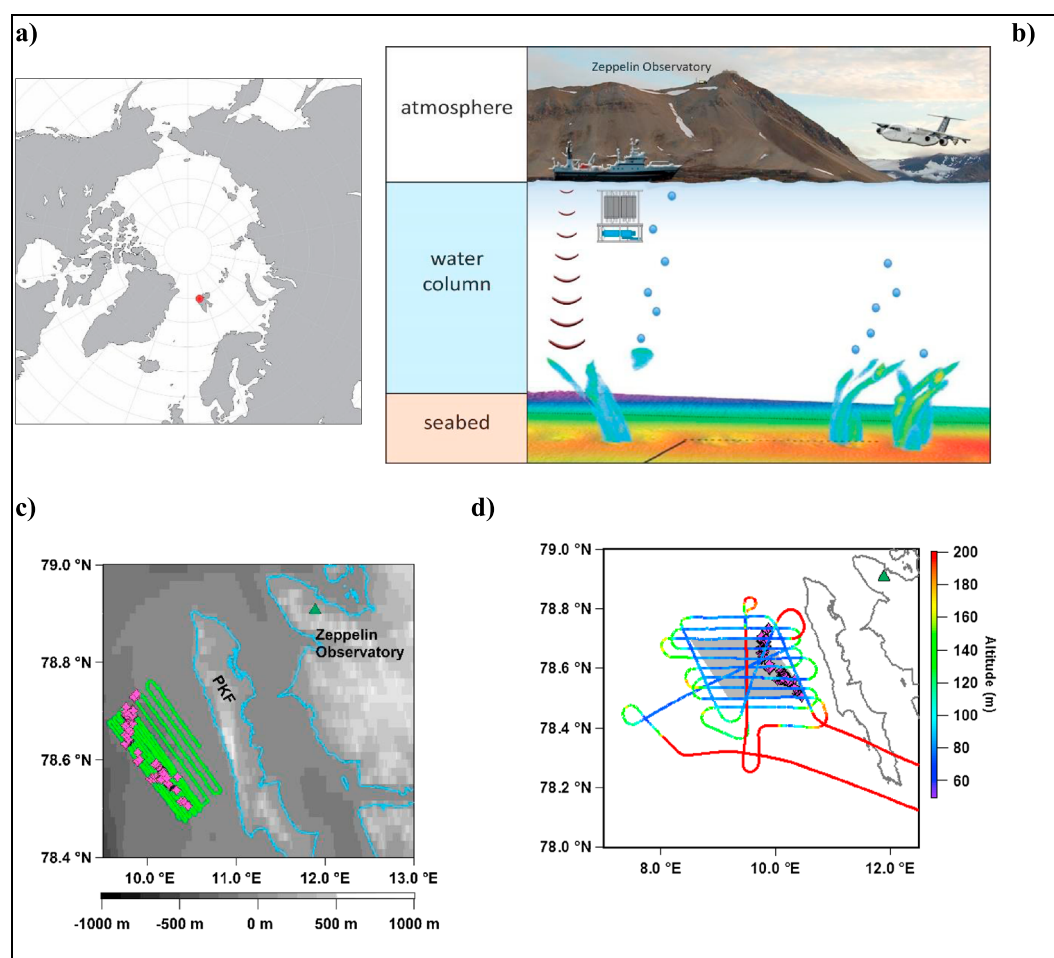 a)
b)
Zeppelin Observatory
atmosphere
water
column
seabed
c)
79.0 °N
78.8 °N
78.6 °N
78.4 °N
PKF
Zeppelin
Observatory
10.0 °E 11.0 °E 12.0 °E 13.0 °E
-1000 m -500 m 0 m 500 m 1000 m
d)
79.0 °N
78.8 °N
78.6 °N
78.4 °N
78.2 °N
78.0 °N
8.0 °E 10.0 °E 12.0 °E
200
180
160
140
120
100
80
60
Altitude (m)